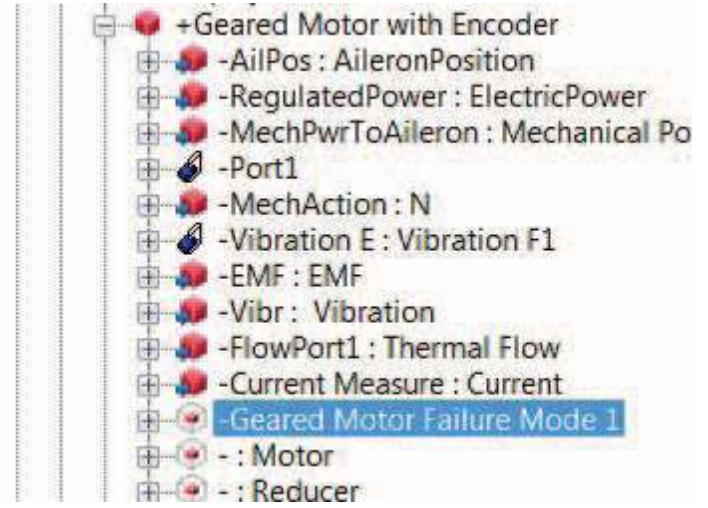 +Geared Motor with Encoder
-AilPos : AileronPosition
-RegulatedPower : ElectricPower
-MechPwrToAileron : Mechanical Po
-Port1
-MechAction : N
-Vibration E : Vibration F1
-EMF : EMF
-Vibr : Vibration
-FlowPort1 : Thermal Flow
-Current Measure : Current
-Geared Motor Failure Mode 1
- : Motor
- : Reducer